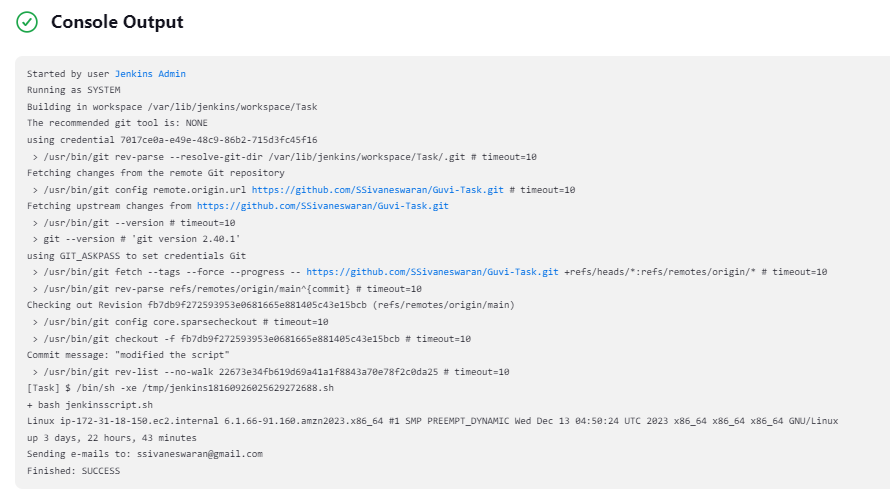 Console Output
Started by user Jenkins Admin
Running as SYSTEM
Building in workspace /var/lib/jenkins/workspace/Task
The recommended git tool is: NONE
using credential 7017ce0a-e49e-48c9-86b2-715d3fc45f16
> /usr/bin/git rev-parse --resolve-git-dir /var/lib/jenkins/workspace/Task/.git # timeout=10
Fetching changes from the remote Git repository
> /usr/bin/git config remote.origin.url https://github.com/SSivaneswaran/Guvi-Task.git # timeout=10
Fetching upstream changes from https://github.com/SSivaneswaran/Guvi-Task.git
> /usr/bin/git --version # timeout=10
> git --version # 'git version 2.40.1'
using GIT_ASKPASS to set credentials Git
> /usr/bin/git fetch --tags --force --progress -- https://github.com/SSivaneswaran/Guvi-Task.git +refs/heads/*:refs/remotes/origin/* # timeout=10
> /usr/bin/git rev-parse refs/remotes/origin/main^{commit} # timeout=10
Checking out Revision fb7db9f272593953e0681665e881405c43e15bcb (refs/remotes/origin/main)
> /usr/bin/git config core.sparsecheckout # timeout=10
> /usr/bin/git checkout -f fb7db9f272593953e0681665e881405c43e15bcb # timeout=10
Commit message: "modified the script"
> /usr/bin/git rev-list --no-walk 22673e34fb619d69a41a1f8843a70e78f2c0da25 # timeout=10
[Task] $ /bin/sh -xe /tmp/jenkins18160926025629272688.sh
+ bash jenkinsscript.sh
Linux ip-172-31-18-150.ec2.internal 6.1.66-91.160.amzn2023.x86_64 #1 SMP PREEMPT_DYNAMIC Wed Dec 13 04:50:24 UTC 2023 x86_64 x86_64 x86_64 GNU/Linux
up 3 days, 22 hours, 43 minutes
Sending e-mails to: ssivaneswaran@gmail.com
Finished: SUCCESS